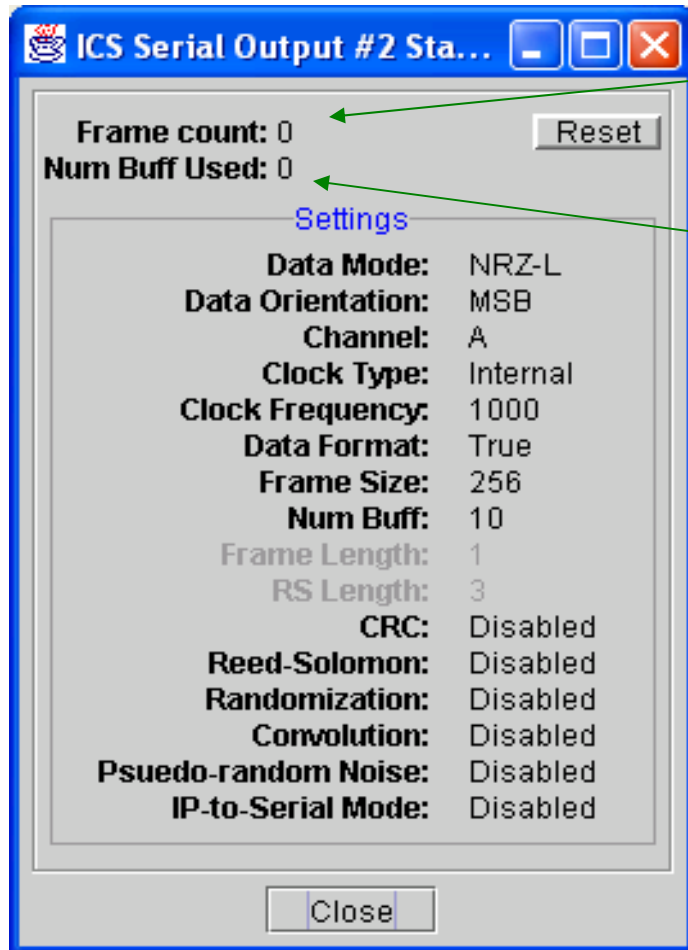 ICS Serial Output #2 Sta...
Frame count: 0 Reset
Num Buff Used: 0
Settings
Data Mode: NRZ-L
Data Orientation: MSB
Channel: A
Clock Type: Internal
Clock Frequency: 1000
Data Format: True
Frame Size: 256
Num Buff: 10
Frame Length: 1
RS Length: 3
CRC: Disabled
Reed-Solomon: Disabled
Randomization: Disabled
Convolution: Disabled
Psuedo-random Noise: Disabled
IP-to-Serial Mode: Disabled
Close